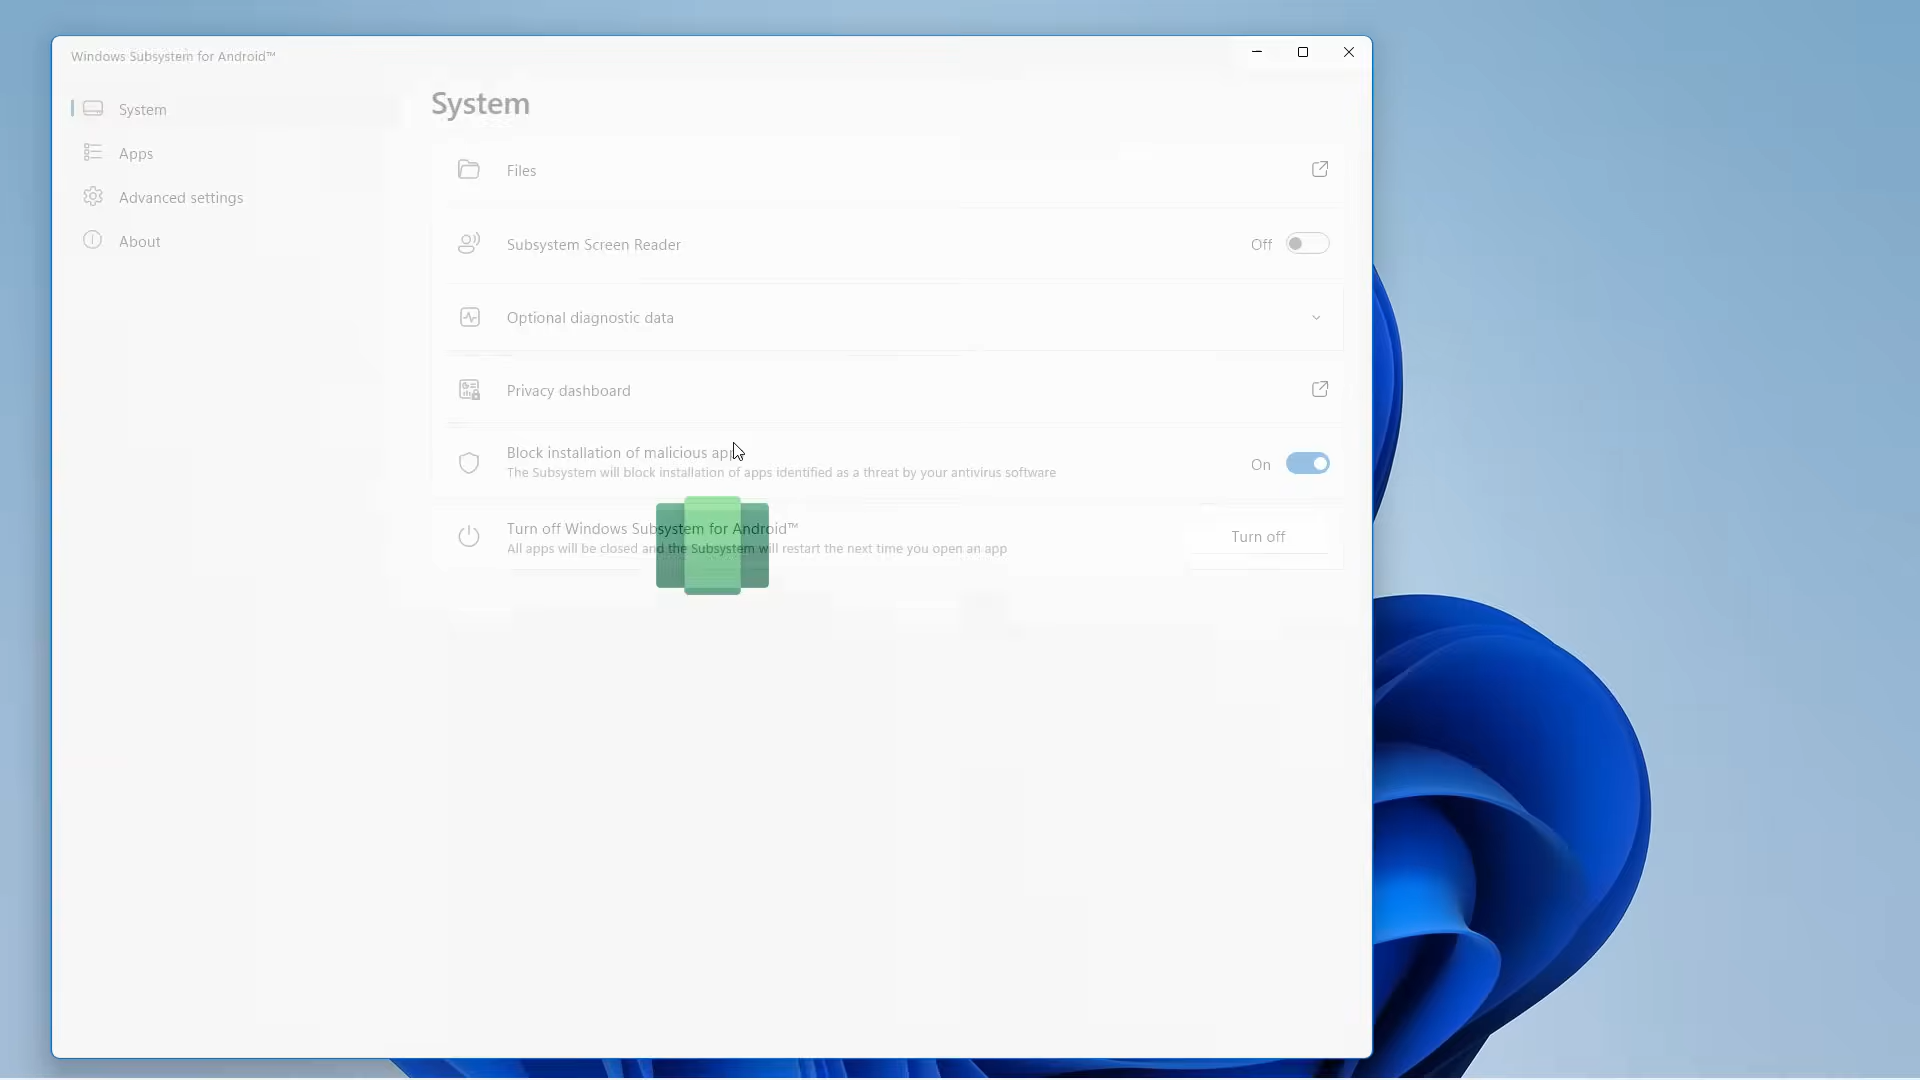 Windows Subsystem for Android™
System
Apps
Advanced settings
About
System
Files
Subsystem Screen Reader
Off
Optional diagnostic data
Privacy dashboard
Block installation of malicious app
The Subsystem will block installation of apps identified as a threat by your antivirus software
On
Turn off Windows Subsystem for Android™
All apps will be closed and the Subsystem will restart the next time you open an app
Turn off